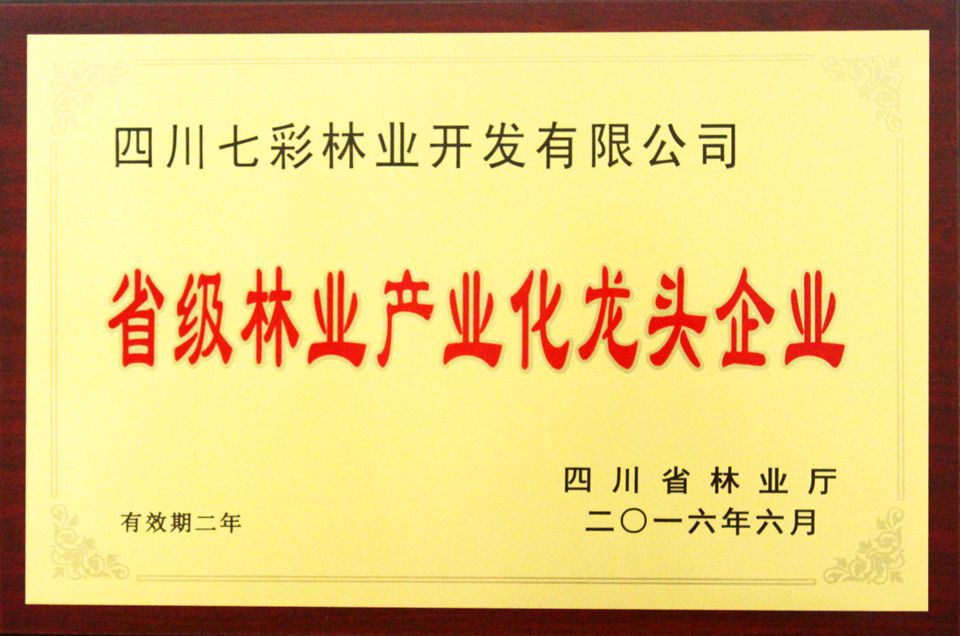 四川七彩林业开发有限公司
省级林业产业化龙头企业
四川省林业厅
有效期二年
二〇一六年六月